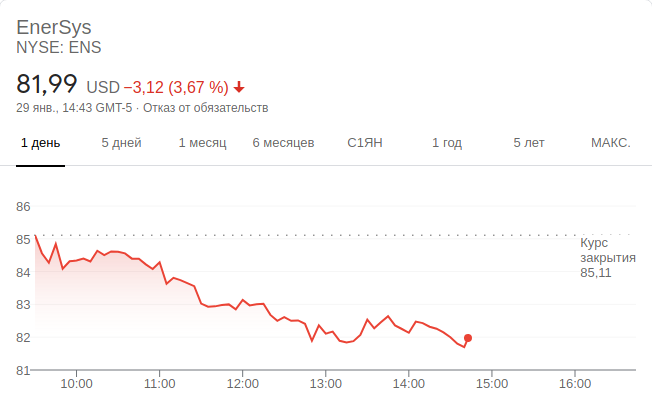 EnerSys
NYSE: ENS
81,99 USD −3,12 (3,67 %)
29 янв., 14:43 GMT-5 · Отказ от обязательств
1 день 5 дней 1 месяц 6 месяцев С1ЯН 1 год 5 лет МАКС.
86
85
Курс
закрытия
85,11
84
83
82
81
10:00 11:00 12:00 13:00 14:00 15:00 16:00